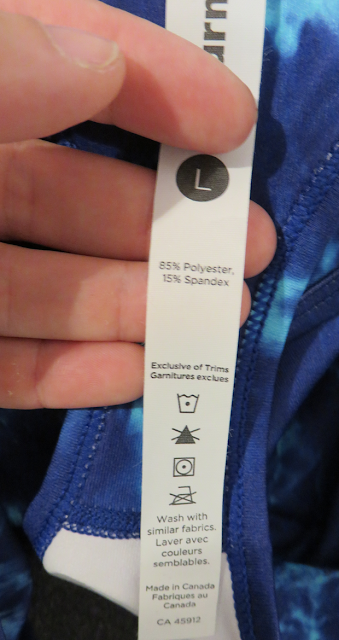 L
85% Polyester,
15% Spandex
Exclusive of Trims
Garnitures exclues
Wash with
similar fabrics.
Laver avec
couleurs
semblables.
Made in Canada
Fabriques au
Canada
CA 45912